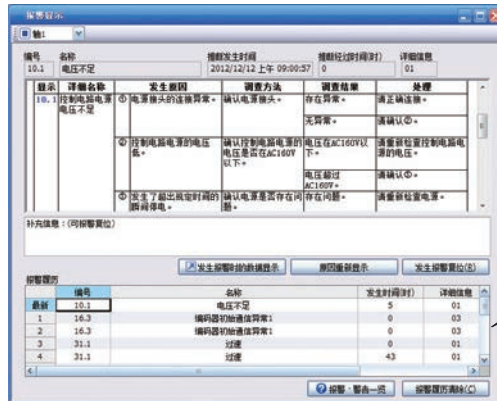 报警显示
轴1
编号 名称 推断发生时间 推断经过时间(时) 详细信息
10.1 电压不足 2012/12/12 上午 09:00:57 0 01
显示 详细名称 发生原因 调查方法 调查结果 处理
10.1 控制电路电源电压不足 ① 电源接头的连接异常。 确认电源接头。 存在异常。 请正确连接。
无异常。 请确认②。
② 控制电路电源的电压低。 确认控制电路电源的电压是否在AC160V以下。 电压在AC160V以下。 请重新检查控制电路电源的电压。
电压超过AC160V。 请确认③。
发生了超出规定时间的瞬间停电。 确认电源是否存在问题。 存在问题。 请重新检查电源。
补充信息：(可报警复位)
发生报警时的数据显示 原因重新显示 发生报警复位(R)
报警履历
编号 名称 发生时间(时) 详细信息
最新 10.1 电压不足 5 01
1 16.3 编码器初始通信异常1 0 03
2 16.3 编码器初始通信异常1 0 03
3 31.1 过速 0 01
4 31.1 过速 43 01
报警·警告一览 报警履历清除(C)